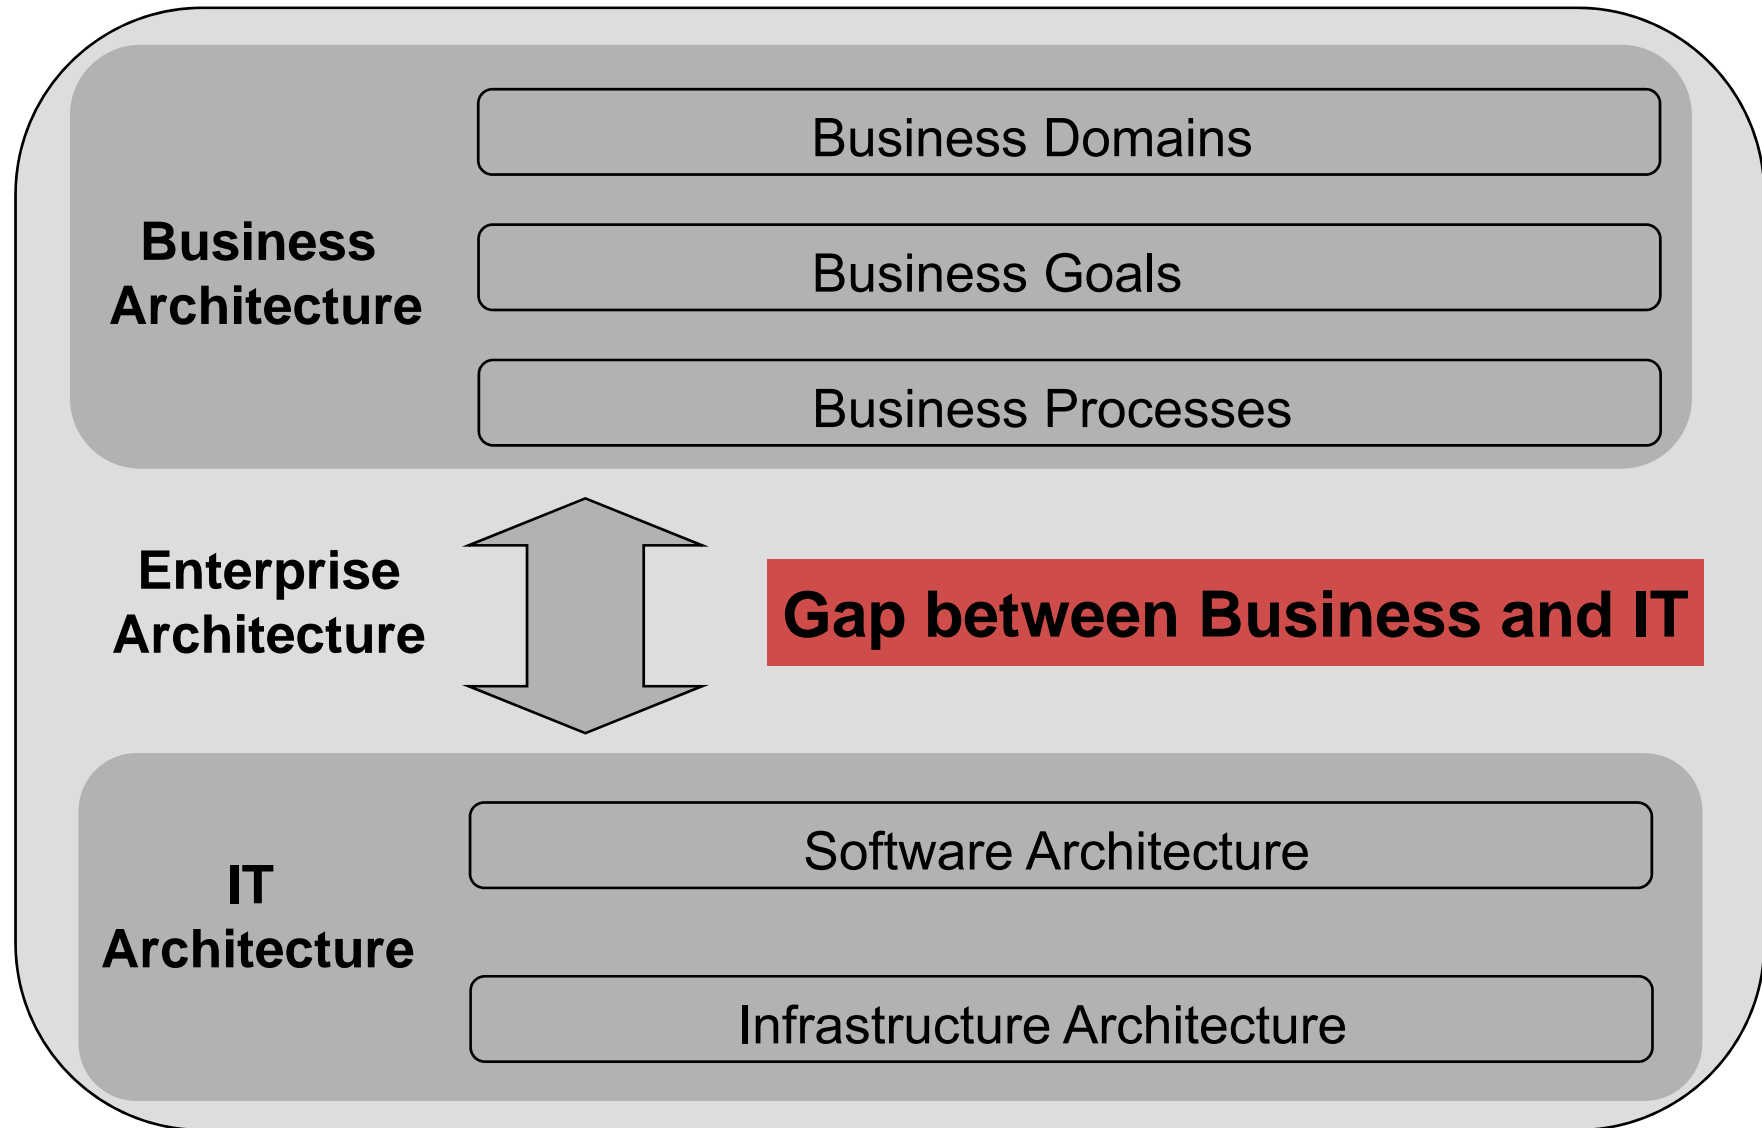 Business Domains
Business
Architecture
Business Goals
Business Processes
Enterprise
Architecture
Gap between Business and IT
IT
Architecture
Software Architecture
Infrastructure Architecture